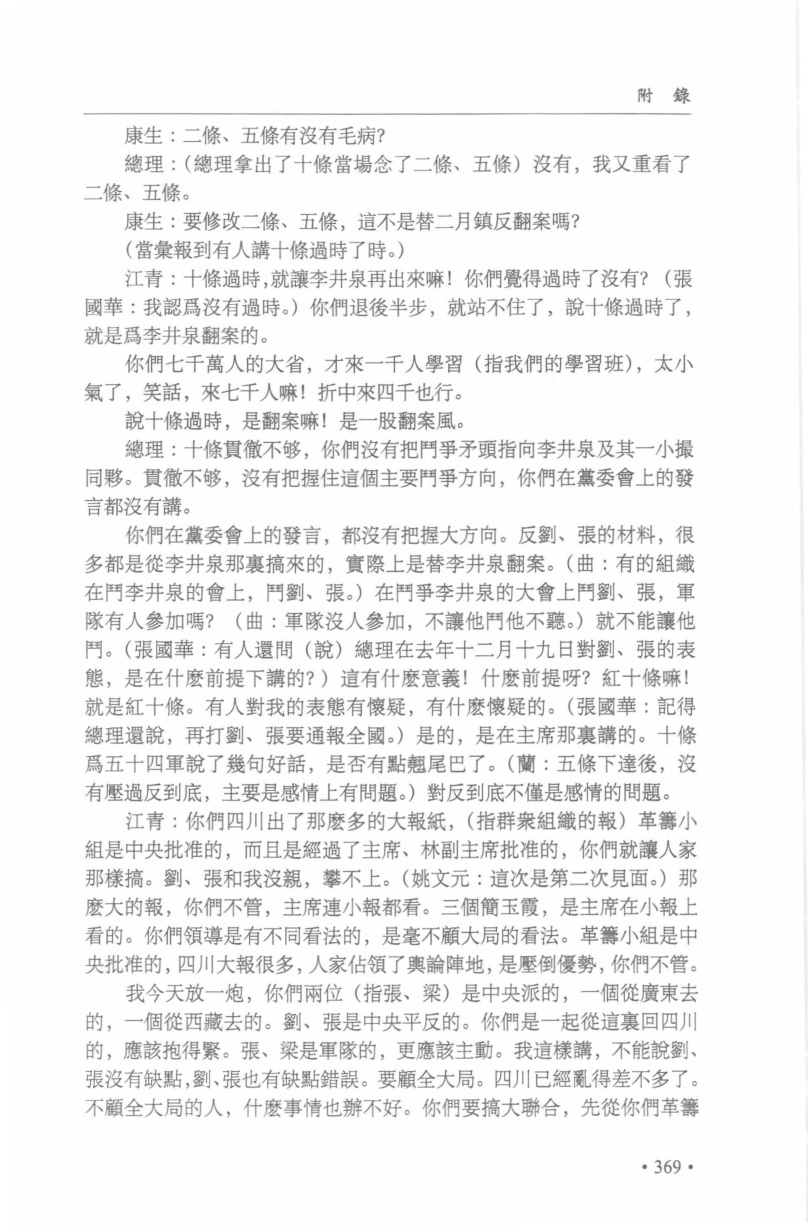 附　錄
康生：二條、五條有沒有毛病？
總理：（總理拿出了十條當場念了二條、五條）沒有，我又重看了
二條、五條。
康生：要修改二條、五條，這不是替二月鎮反翻案嗎？
（當彙報到有人講十條過時了時。）
江青：十條過時，就讓李井泉再出來嘛！你們覺得過時了沒有？（張
國華：我認爲沒有過時。）你們退後半步，就站不住了，說十條過時了，
就是爲李井泉翻案的。
你們七千萬人的大省，才來一千人學習（指我們的學習班），太小
氣了，笑話，來七千人嘛！折中來四千也行。
說十條過時，是翻案嘛！是一股翻案風。
總理：十條貫徹不够，你們沒有把鬥爭矛頭指向李井泉及其一小撮
同夥。貫徹不够，沒有把握住這個主要鬥爭方向，你們在黨委會上的發
言都沒有講。
你們在黨委會上的發言，都沒有把握大方向。反劉、張的材料，很
多都是從李井泉那裏搞來的，實際上是替李井泉翻案。（曲：有的組織
在鬥李井泉的會上，鬥劉、張。）在鬥爭李井泉的大會上鬥劉、張，軍
隊有人參加嗎？（曲：軍隊沒人參加，不讓他鬥他不聽。）就不能讓他
鬥。（張國華：有人還問（說）總理在去年十二月十九日對劉、張的表
態，是在什麽前提下講的？）這有什麽意義！什麽前提呀？紅十條嘛！
就是紅十條。有人對我的表態有懷疑，有什麽懷疑的。（張國華：記得
總理還說，再打劉、張要通報全國。）是的，是在主席那裏講的。十條
爲五十四軍說了幾句好話，是否有點翹尾巴了。（蘭：五條下達後，沒
有壓過反到底，主要是感情上有問題。）對反到底不僅是感情的問題。
江青：你們四川出了那麽多的大報紙，（指群衆組織的報）革籌小
組是中央批准的，而且是經過了主席、林副主席批准的，你們就讓人家
那樣搞。劉、張和我沒親，攀不上。（姚文元：這次是第二次見面。）那
麽大的報，你們不管，主席連小報都看。三個簡玉霞，是主席在小報上
看的。你們領導是有不同看法的，是毫不顧大局的看法。革籌小組是中
央批准的，四川大報很多，人家佔領了輿論陣地，是壓倒優勢，你們不管。
我今天放一炮，你們兩位（指張、梁）是中央派的，一個從廣東去
的，一個從西藏去的。劉、張是中央平反的。你們是一起從這裏回四川
的，應該抱得緊。張、梁是軍隊的，更應該主動。我這樣講，不能說劉、
張沒有缺點，劉、張也有缺點錯誤。要顧全大局。四川已經亂得差不多了。
不顧全大局的人，什麽事情也辦不好。你們要搞大聯合，先從你們革籌
•369•